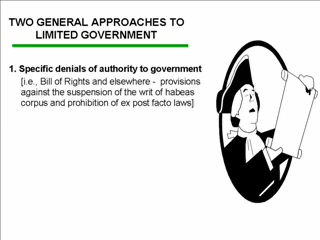 TWO GENERAL APPROACHES TO
LIMITED GOVERNMENT
1. Specific denials of authority to government
[i.e., Bill of Rights and elsewhere - provisions
against the suspension of the writ of habeas
corpus and prohibition of ex post facto laws]